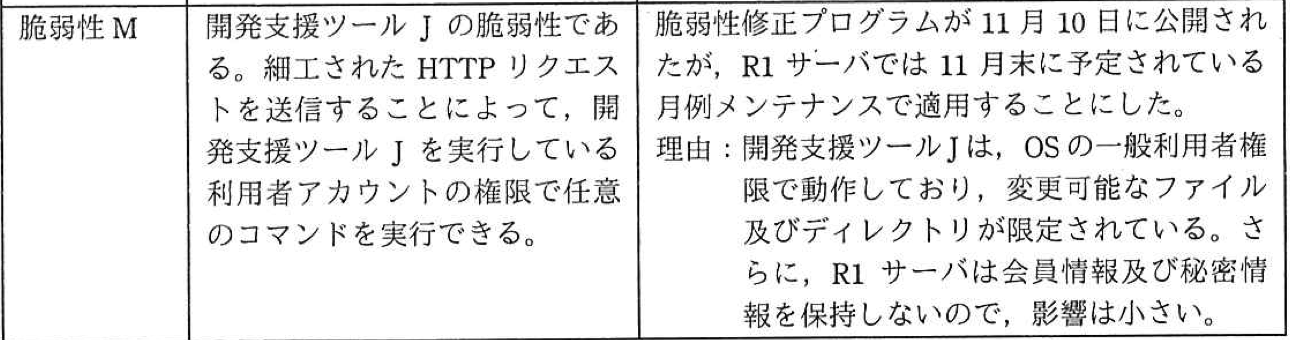 脆弱性 M
開発支援ツール J の脆弱性であ
る。細工された HTTP リクエス
トを送信することによって，開
発支援ツール J を実行している
利用者アカウントの権限で任意
のコマンドを実行できる。
脆弱性修正プログラムが 11 月 10 日に公開され
たが，R1 サーバでは 11 月末に予定されている
月例メンテナンスで適用することにした。
理由：開発支援ツール J は，OS の一般利用者権
限で動作しており，変更可能なファイル
及びディレクトリが限定されている。さ
らに，R1 サーバは会員情報及び秘密情
報を保持しないので，影響は小さい。